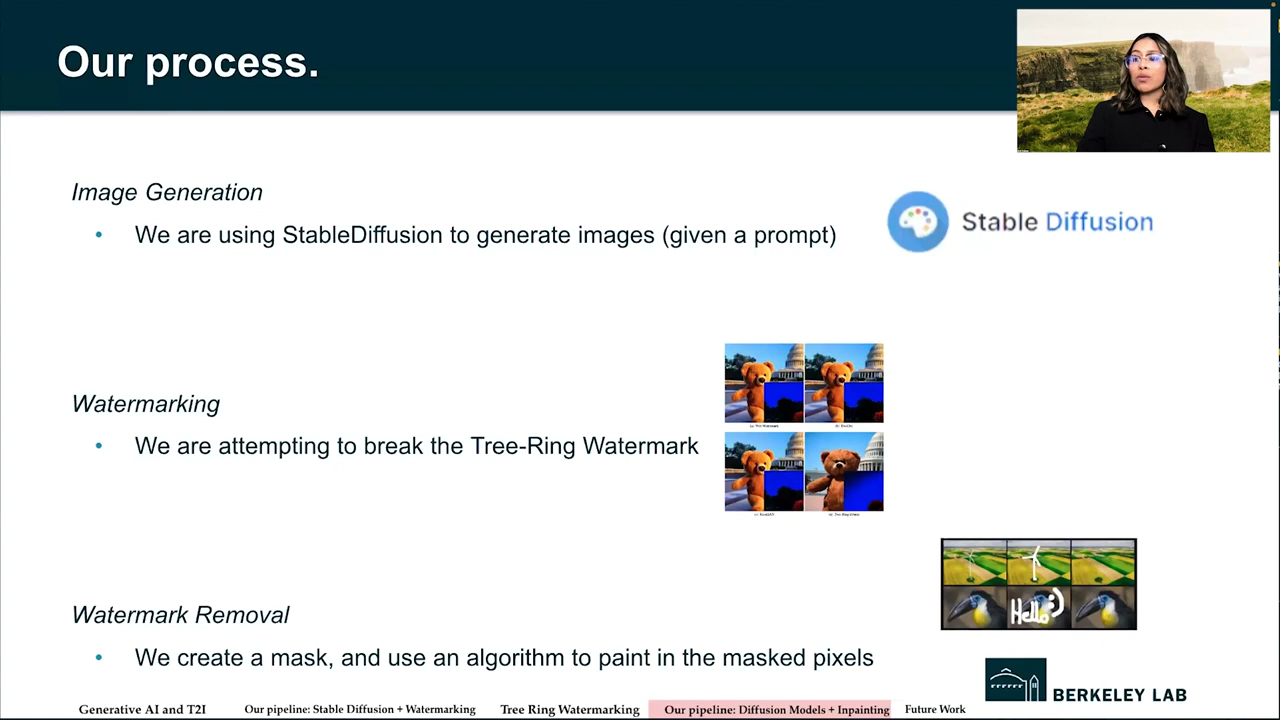 Our process.
Image Generation
• We are using StableDiffusion to generate images (given a prompt)
Stable Diffusion
Watermarking
• We are attempting to break the Tree-Ring Watermark
Hello:)
Watermark Removal
• We create a mask, and use an algorithm to paint in the masked pixels
BERKELEY LAB
Generative AI and T2I
Our pipeline: Stable Diffusion + Watermarking
Tree Ring Watermarking
Our pipeline: Diffusion Models + Inpainting
Future Work